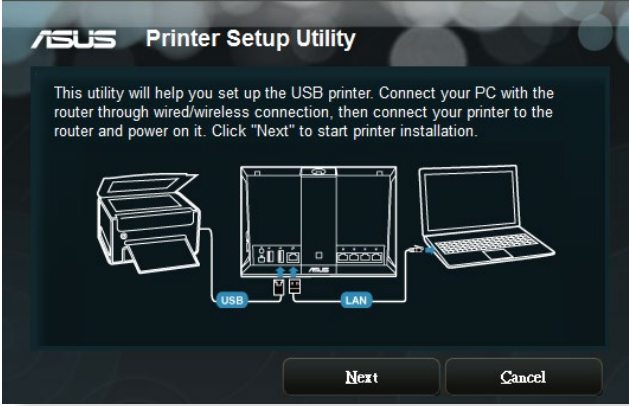 ASUS Printer Setup Utility
This utility will help you set up the USB printer. Connect your PC with the
router through wired/wireless connection, then connect your printer to the
router and power on it. Click "Next" to start printer installation.
ASUS
USB
LAN
Next
Cancel